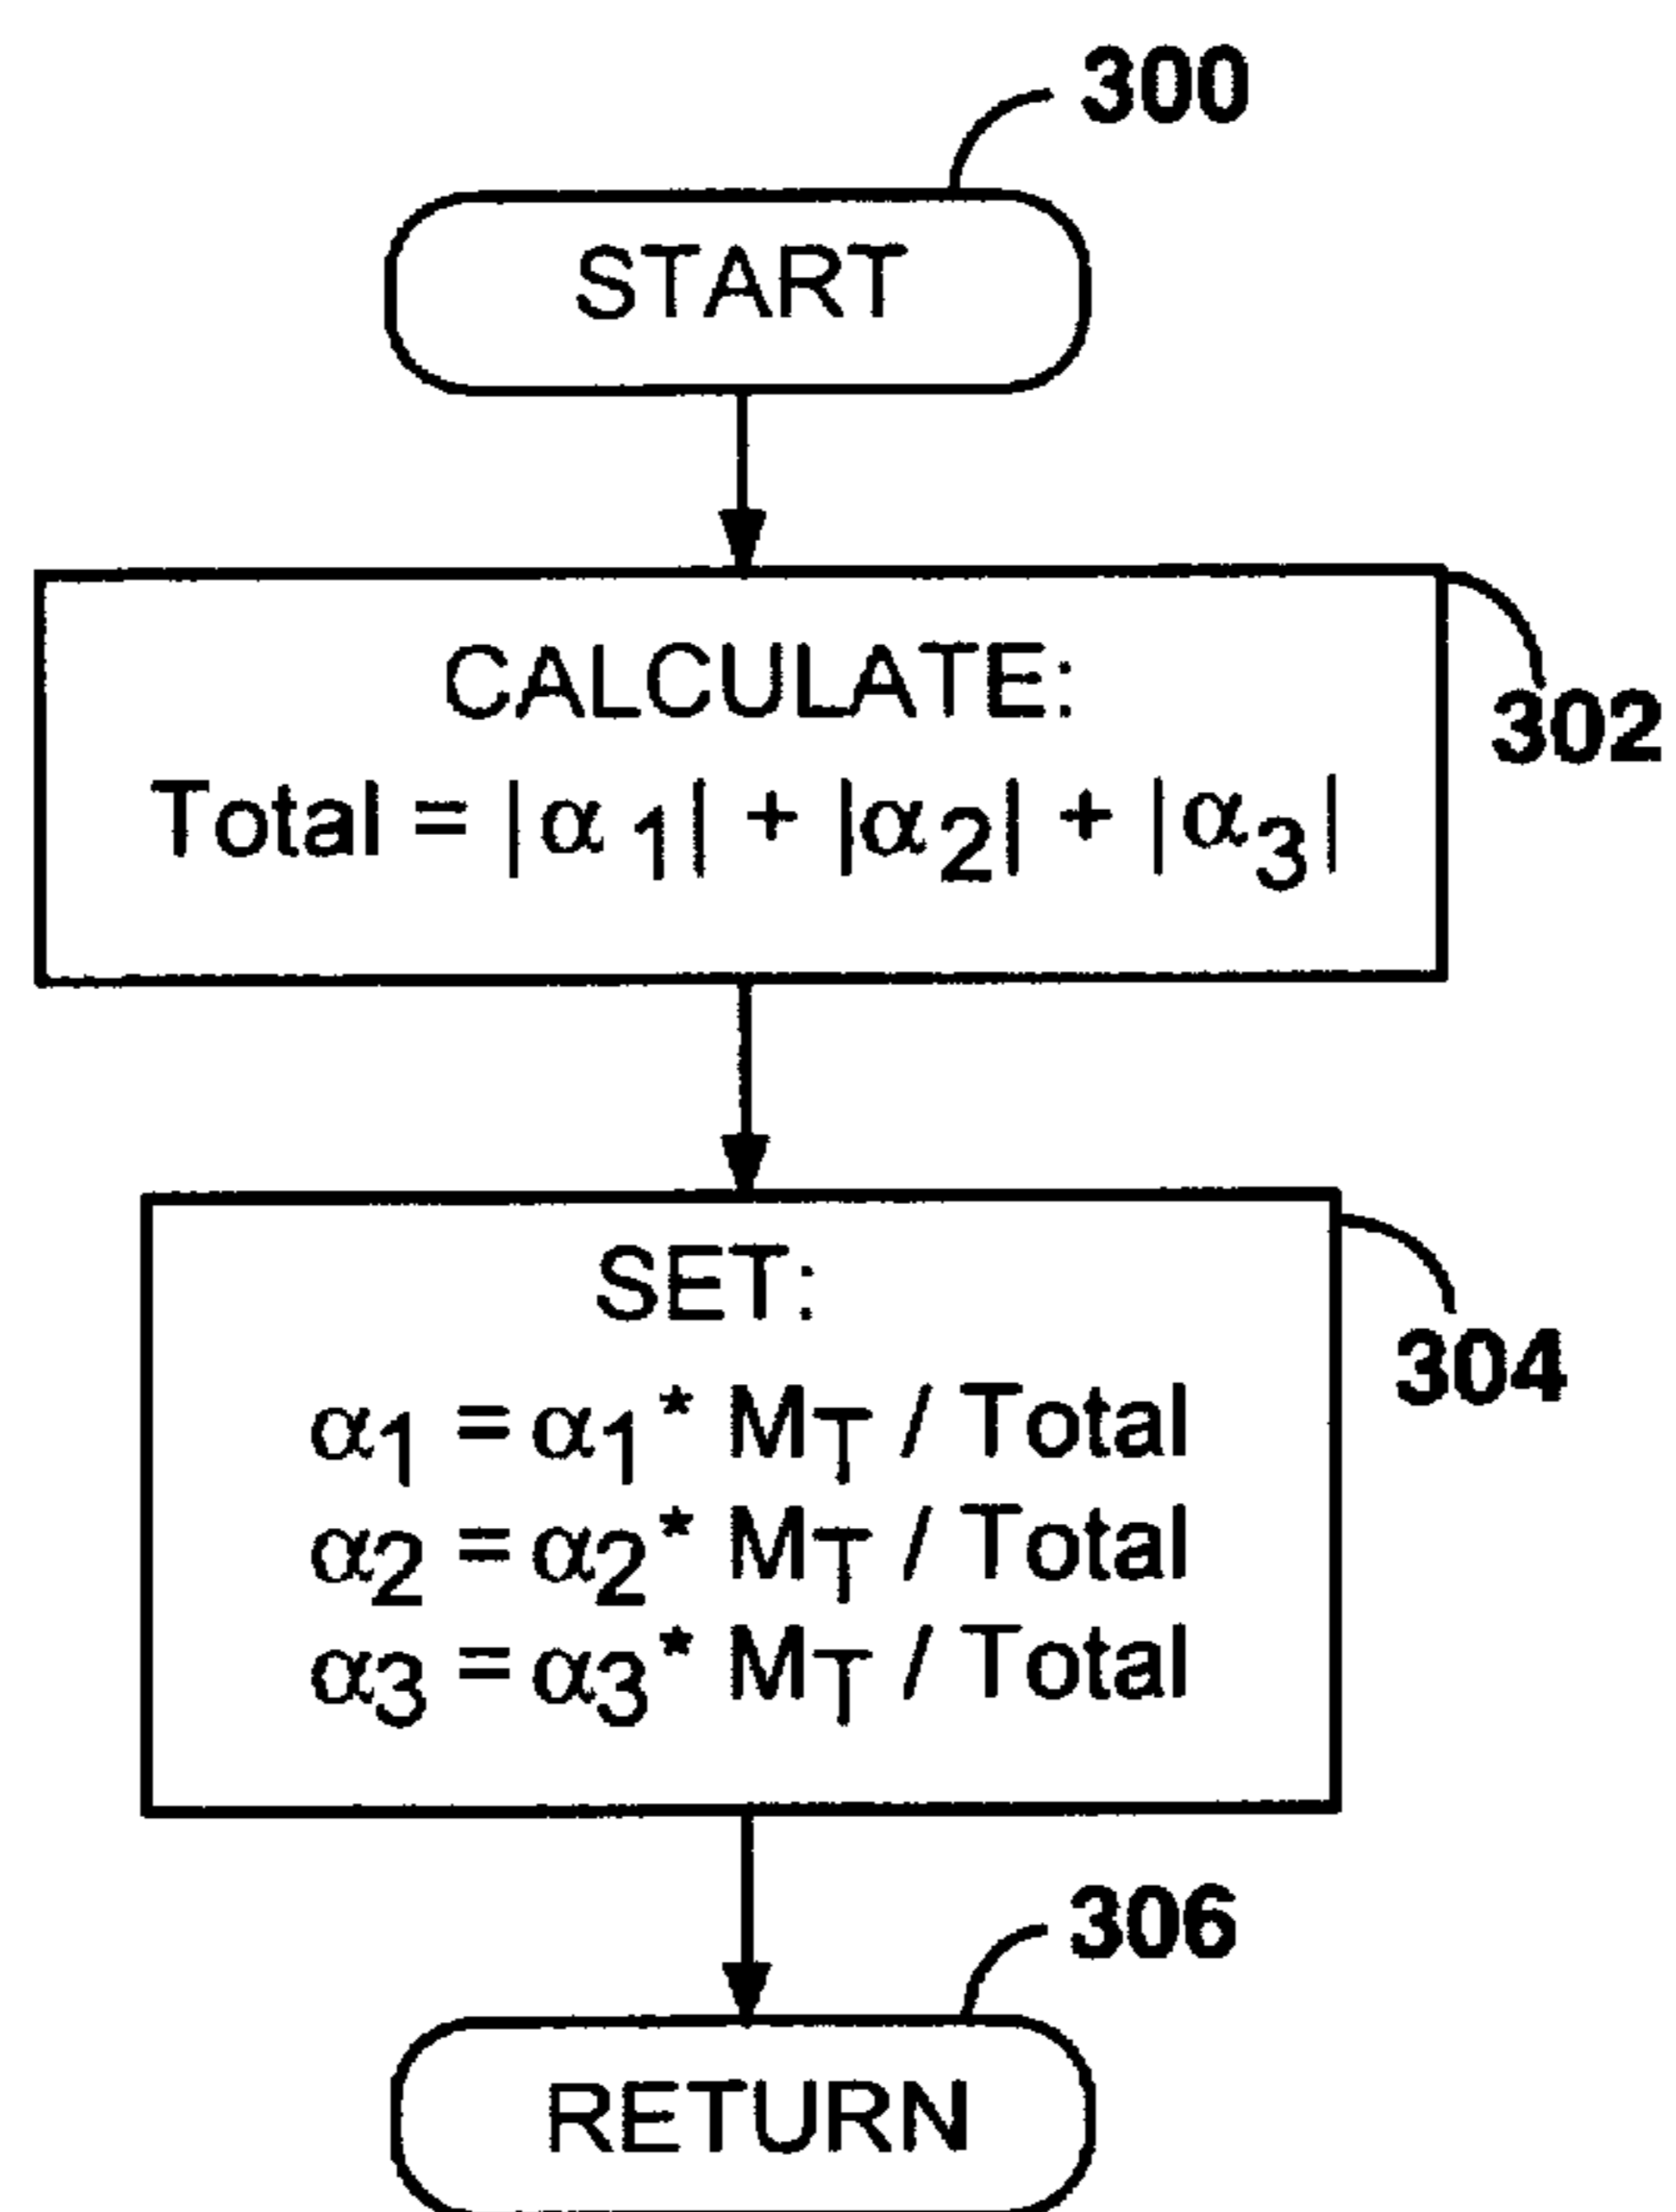 300
START
CALCULATE:
302
Total = |α1| + |α2| + |α3|
SET:
304
α1 = α1* MT / Total
α2 = α2* MT / Total
α3 = α3* MT / Total
306
RETURN